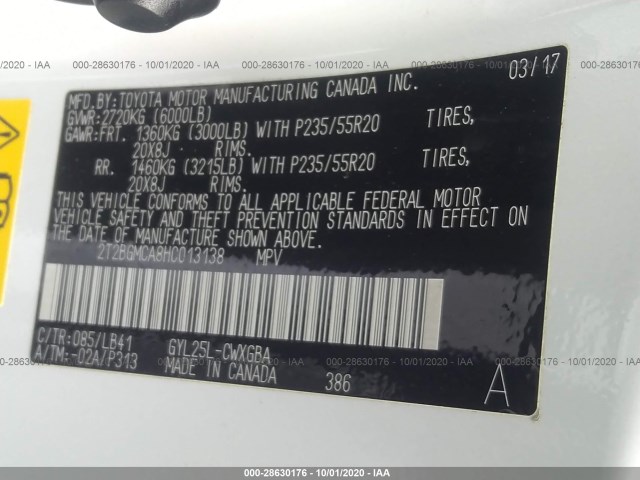 000-28630176 - 10/01/2020 - IAA
MFD. BY: TOYOTA MOTOR MANUFACTURING CANADA INC. 03/17
GVWR: 2720KG (6000LB)
GAWR: FRT. 1360KG (3000LB) WITH P235/55R20 TIRES,
20X8J RIMS.
RR. 1460KG (3215LB) WITH P235/55R20 TIRES,
20X8J RIMS.
THIS VEHICLE CONFORMS TO ALL APPLICABLE FEDERAL MOTOR
VEHICLE SAFETY AND THEFT PREVENTION STANDARDS IN EFFECT ON
THE DATE OF MANUFACTURE SHOWN ABOVE.
2T2BGMCA8HC013138 MPV
C/TR: 085/LB41 GYL25L-CWXGBA
A/TM: -02A/P313 MADE IN CANADA 386 A
000-28630176 - 10/01/2020 - IAA